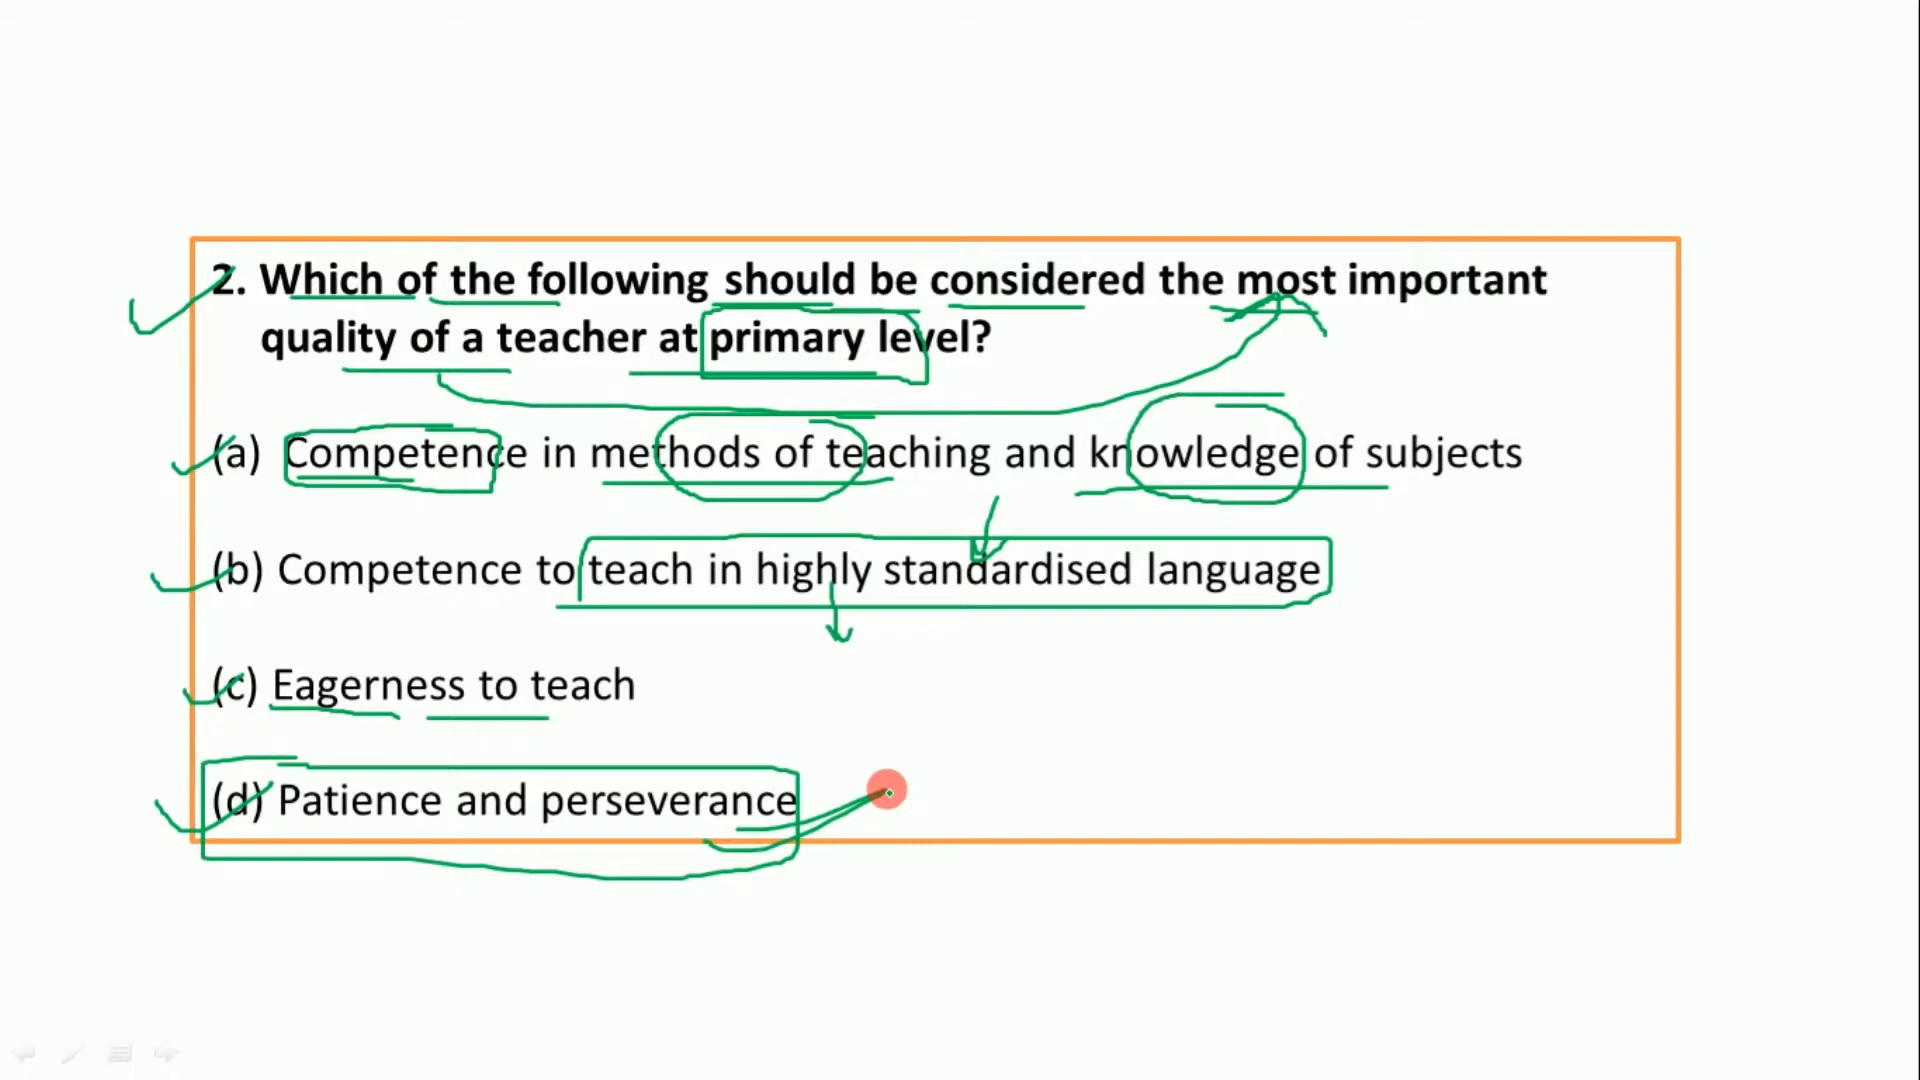 2. Which of the following should be considered the most important
quality of a teacher at primary level?
(a) Competence in methods of teaching and knowledge of subjects
(b) Competence to teach in highly standardised language
(c) Eagerness to teach
(d) Patience and perseverance